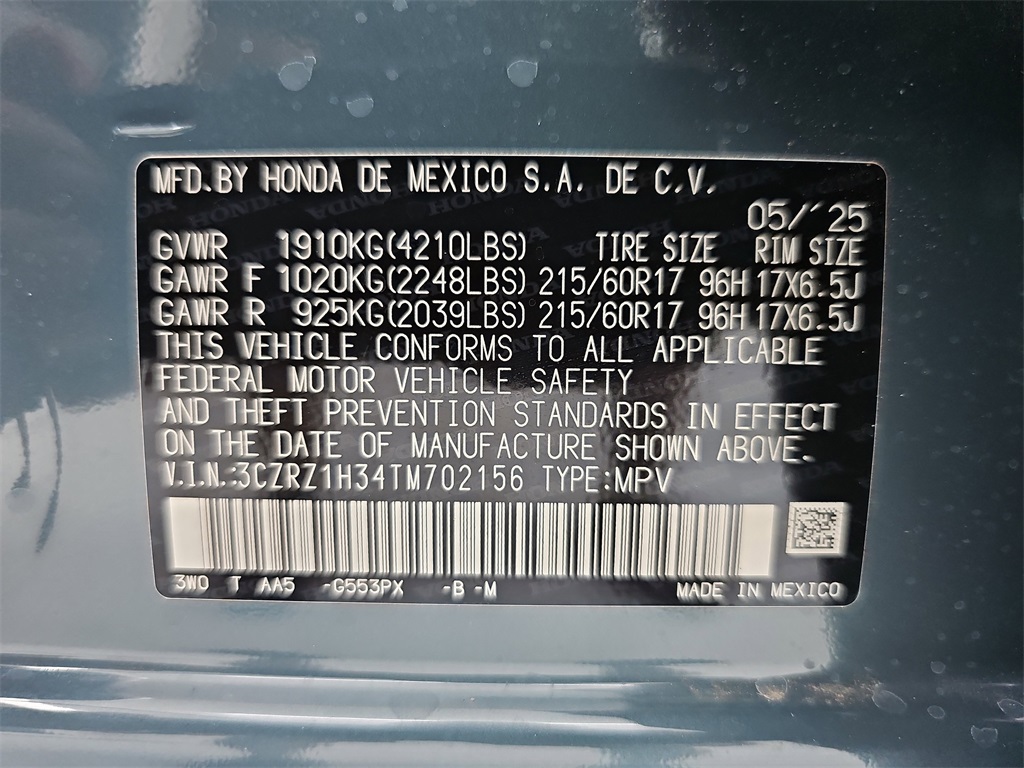 MFD.BY HONDA DE MEXICO S.A. DE C.V.
05/'25
GVWR 1910KG(4210LBS) TIRE SIZE RIM SIZE
GAWR F 1020KG(2248LBS) 215/60R17 96H 17X6.5J
GAWR R 925KG(2039LBS) 215/60R17 96H 17X6.5J
THIS VEHICLE CONFORMS TO ALL APPLICABLE
FEDERAL MOTOR VEHICLE SAFETY
AND THEFT PREVENTION STANDARDS IN EFFECT
ON THE DATE OF MANUFACTURE SHOWN ABOVE.
V.I.N.:3CZRZ1H34TM702156 TYPE:MPV
3W0 T AA5 -G553PX -B -M MADE IN MEXICO